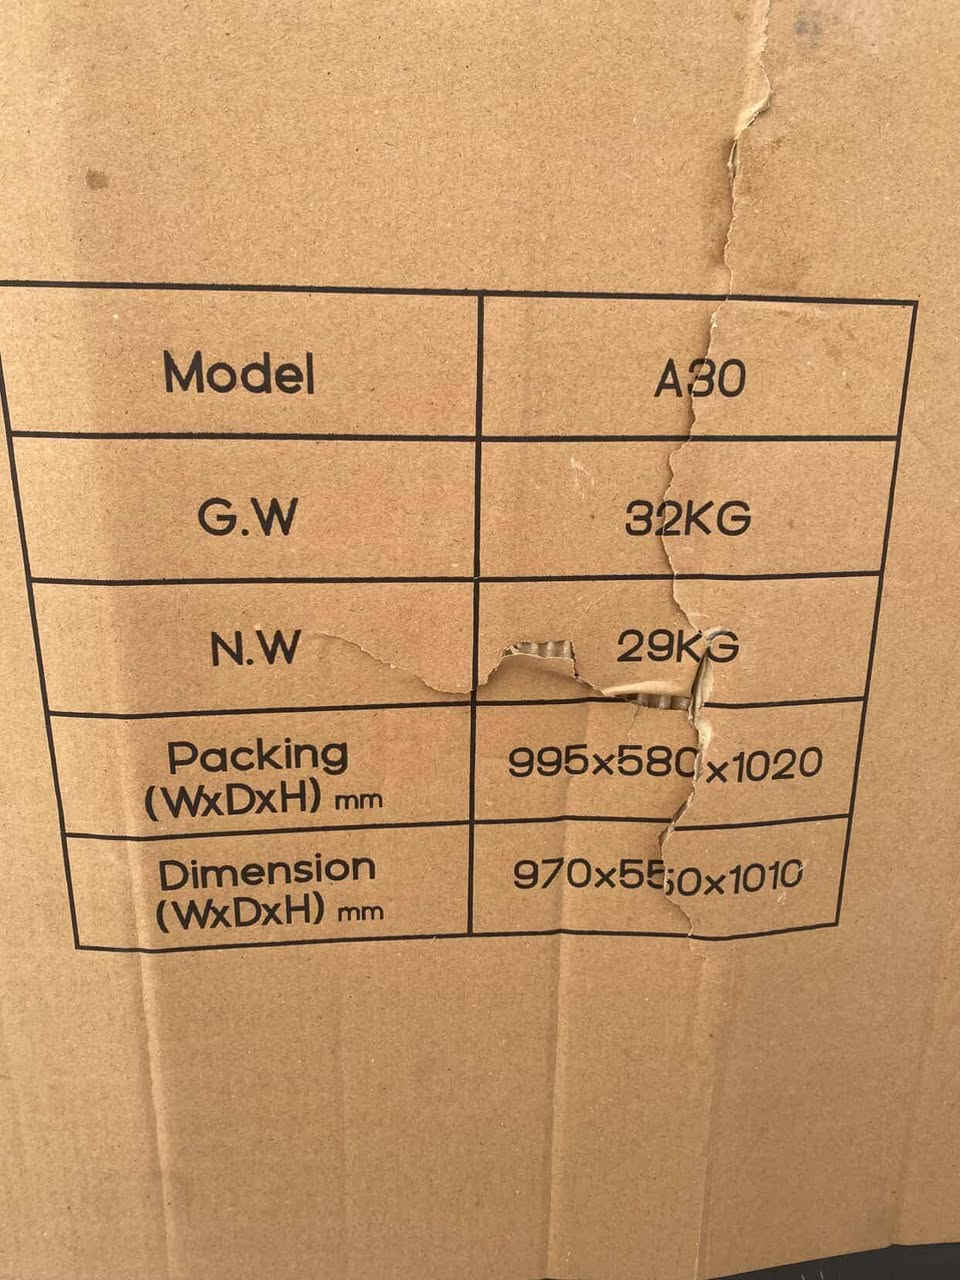 Model A30
G.W 32KG
N.W 29KG
Packing 995x580x1020
(WxDxH) mm
Dimension 970x550x1010
(WxDxH) mm